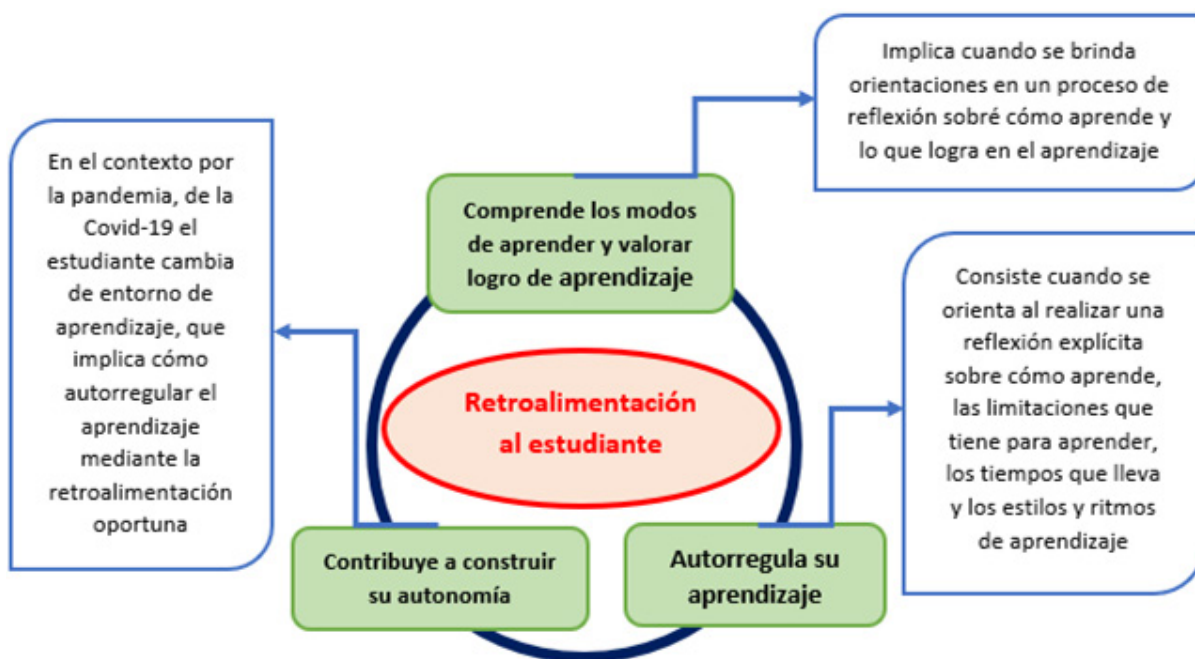 Implica cuando se brinda
orientaciones en un proceso de
reflexión sobré cómo aprende y
lo que logra en el aprendizaje
En el contexto por
la pandemia, de la
Covid-19 el
estudiante cambia
de entorno de
aprendizaje, que
implica cómo
autorregular el
aprendizaje
mediante la
retroalimentación
oportuna
Comprende los modos
de aprender y valorar
logro de aprendizaje
Consiste cuando se
orienta al realizar una
reflexión explícita
sobre cómo aprende,
las limitaciones que
tiene para aprender,
los tiempos que lleva
y los estilos y ritmos
de aprendizaje
Retroalimentación
al estudiante
Contribuye a construir
su autonomía
Autorregula su
aprendizaje